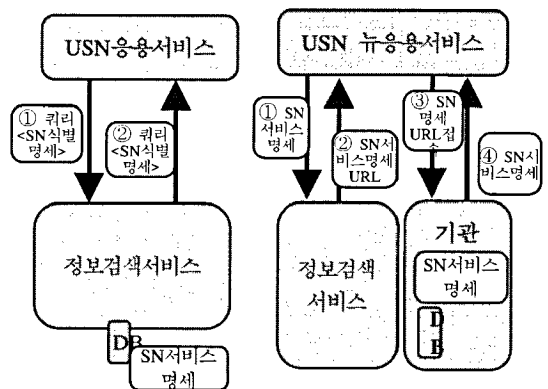 USN응용서비스
① 쿼리
<SN식별
명세>
② 쿼리
<SN식별
명세>
정보검색서비스
DB
SN서비스
명세
USN 뉴응용서비스
① SN
서비스
명세
② SN서
비스명세
URL
③ SN
명세
URL접
속
④ SN서
비스명세
정보검색
서비스
기관
SN서비스
명세
D
B